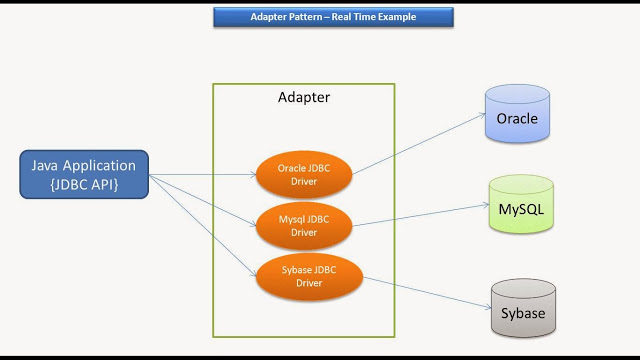 Adapter Pattern – Real Time Example
Adapter
Java Application
{JDBC API}
Oracle JDBC
Driver
Mysql JDBC
Driver
Sybase JDBC
Driver
Oracle
MySQL
Sybase